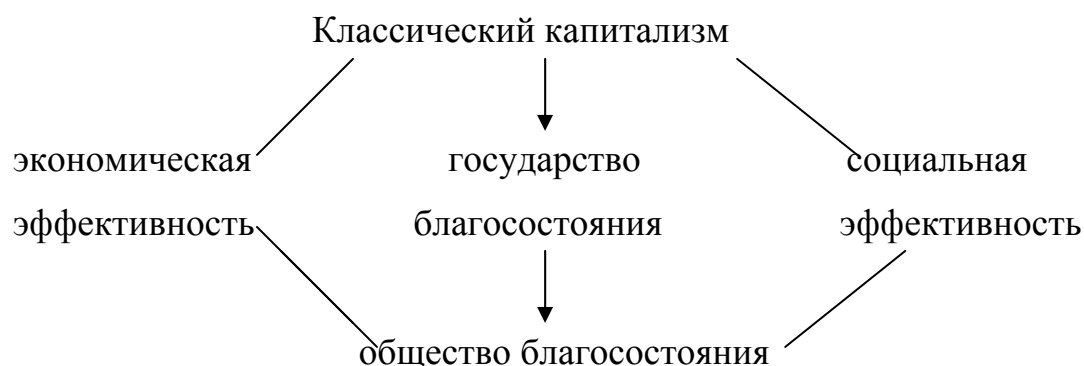 Классический капитализм
экономическая государство социальная
эффективность благосостояния эффективность
общество благосостояния